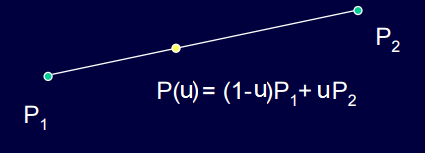 P₂
P(u) = (1-u)P₁+ uP₂
P₁